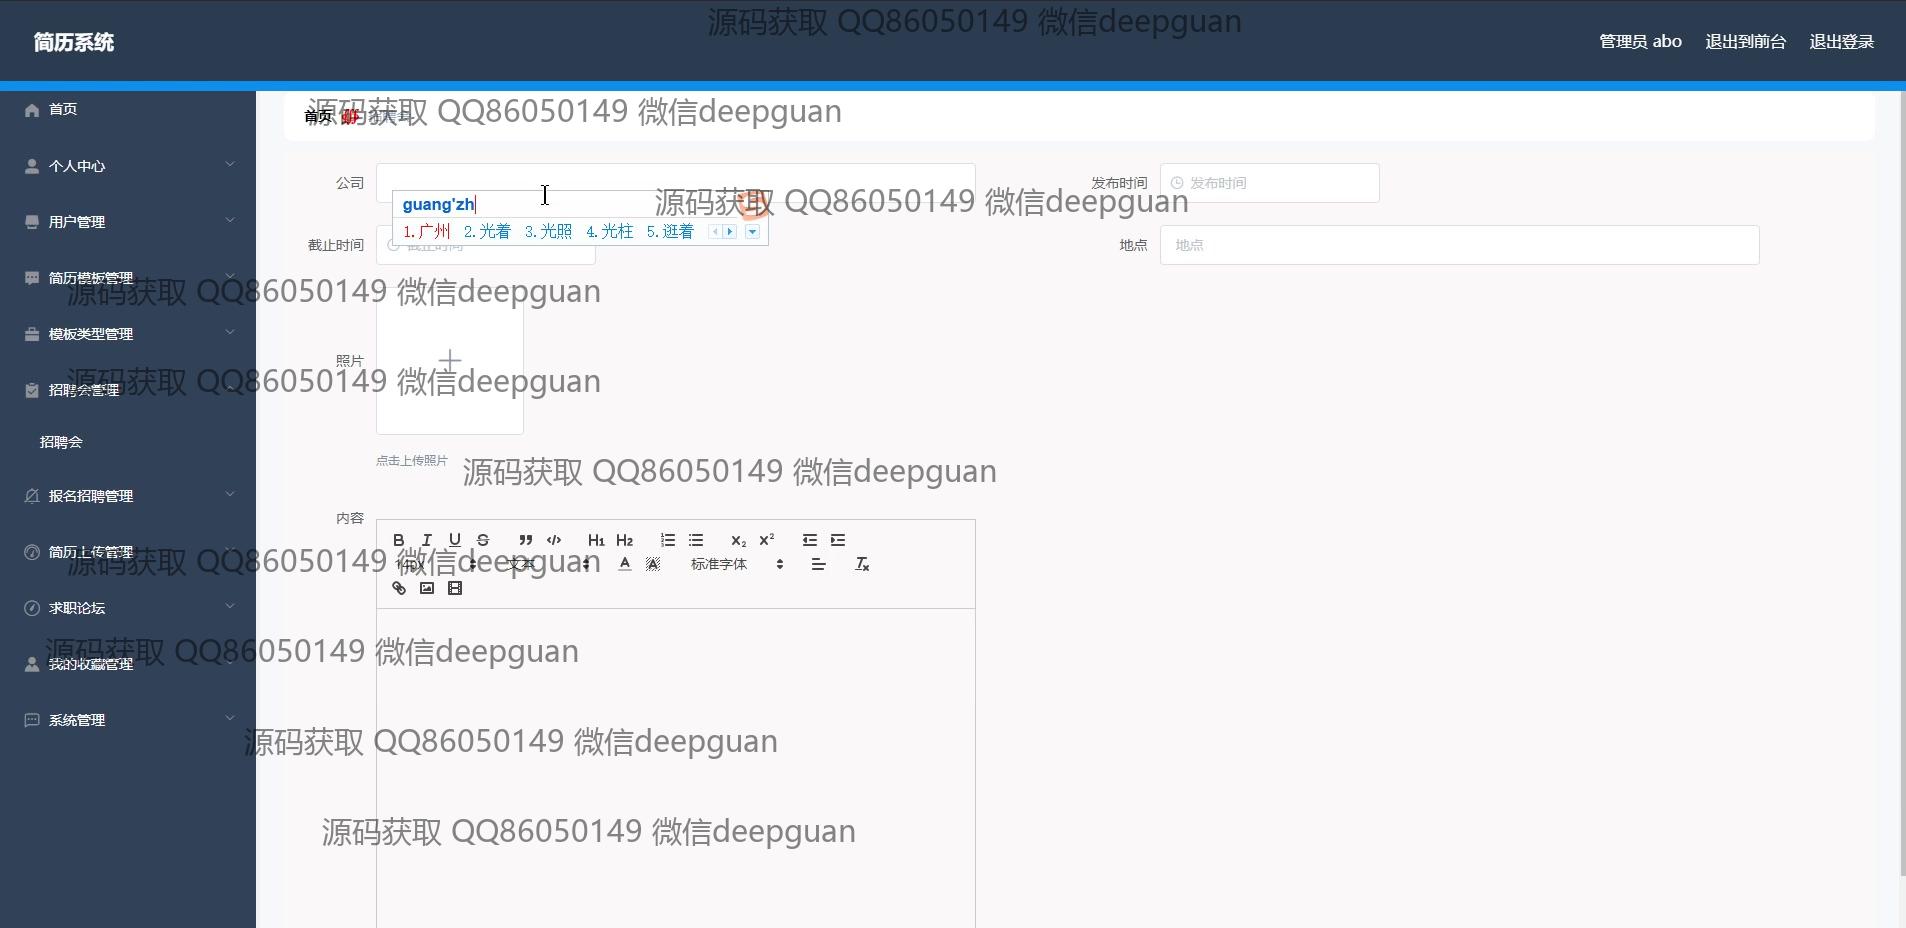 源码获取 QQ86050149 微信deepguan
简历系统
管理员 abo 退出到前台 退出登录
首页
源码获取 QQ86050149 微信deepguan
首页 招聘会
个人中心
公司
发布时间 发布时间
源码获取 QQ86050149 微信deepguan
guang'zh
1.广州 2.光着 3.光照 4.光柱 5.逛着
用户管理
截止时间 截止时间
地点 地点
简历模板管理
源码获取 QQ86050149 微信deepguan
模板类型管理
照片
招聘会管理
源码获取 QQ86050149 微信deepguan
招聘会
点击上传照片
源码获取 QQ86050149 微信deepguan
报名招聘管理
内容
B I U S H1 H2 X2 X2
简历上传管理
源码获取 QQ86050149 微信deepguan
14px 文本 A A 标准字体 Tx
求职论坛
源码获取 QQ86050149 微信deepguan
我的收藏管理
系统管理
源码获取 QQ86050149 微信deepguan
源码获取 QQ86050149 微信deepguan